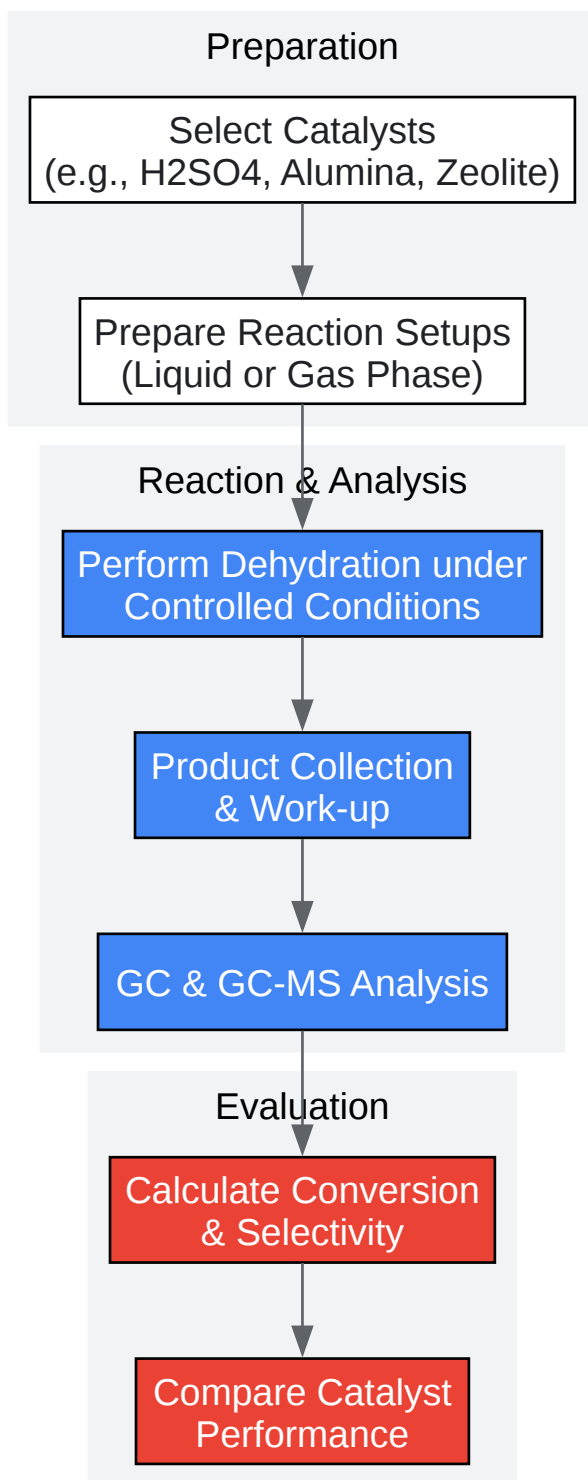 Preparation
Select Catalysts
(e.g., H2SO4, Alumina, Zeolite)
Prepare Reaction Setups
(Liquid or Gas Phase)
Reaction & Analysis
Perform Dehydration under
Controlled Conditions
Product Collection
& Work-up
GC & GC-MS Analysis
Evaluation
Calculate Conversion
& Selectivity
Compare Catalyst
Performance